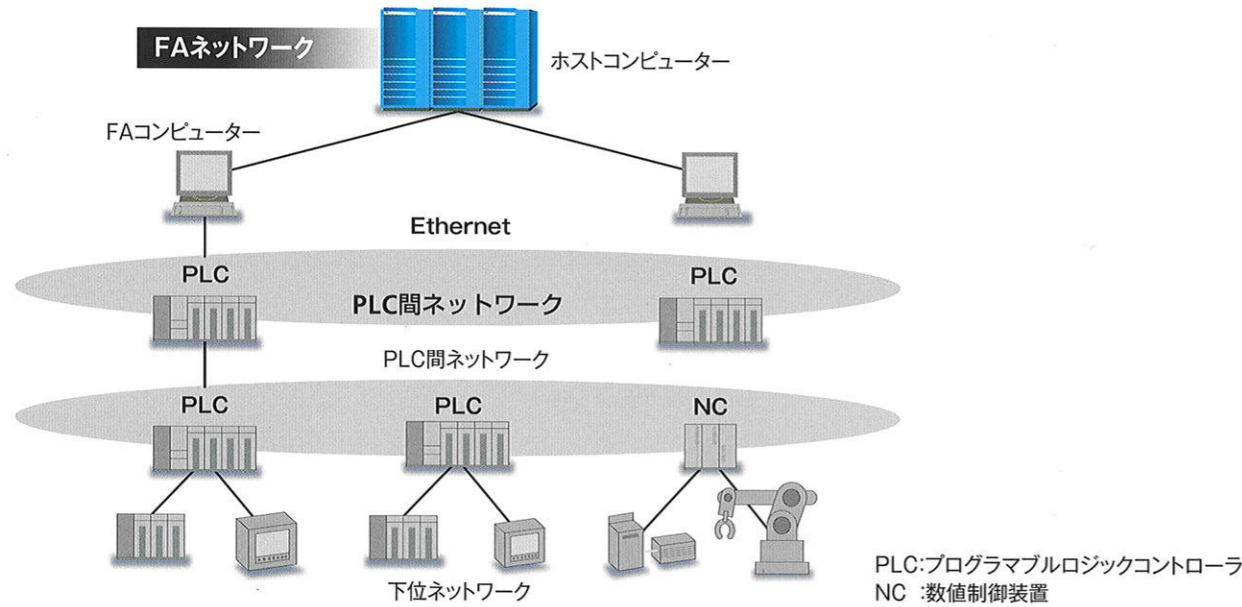 FAネットワーク
ホストコンピューター
FAコンピューター
Ethernet
PLC
PLC
PLC間ネットワーク
PLC間ネットワーク
PLC
PLC
NC
下位ネットワーク
PLC:プログラマブルロジックコントローラ
NC :数値制御装置